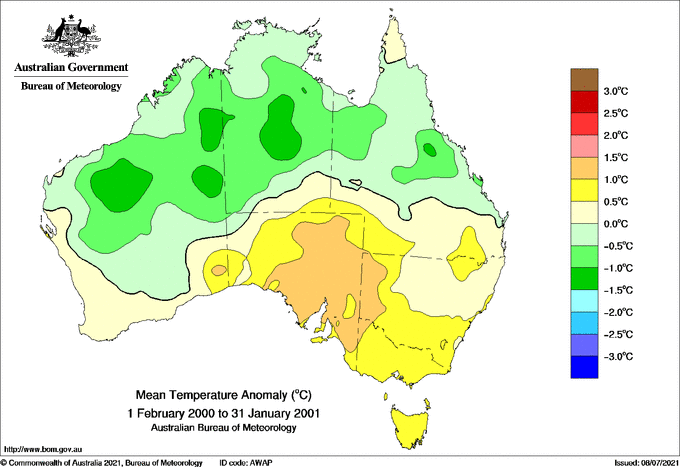 Australian Government
Bureau of Meteorology
3.0°C
2.5°C
2.0°C
1.5°C
1.0°C
0.5°C
0.0°C
−0.5°C
−1.0°C
−1.5°C
−2.0°C
−2.5°C
−3.0°C
Mean Temperature Anomaly (°C)
1 February 2000 to 31 January 2001
Australian Bureau of Meteorology
http://www.bom.gov.au
© Commonwealth of Australia 2021, Bureau of Meteorology ID code: AWAP Issued: 08/07/2021